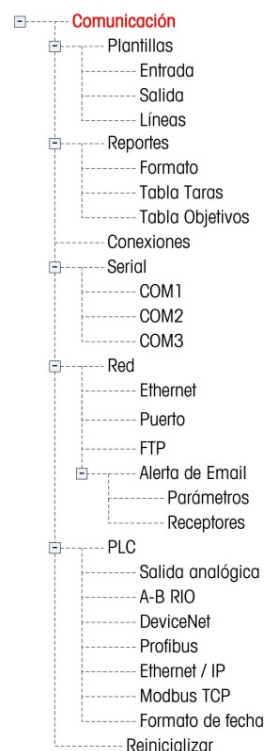 Comunicación
Plantillas
Entrada
Salida
Líneas
Reportes
Formato
Tabla Taras
Tabla Objetivos
Conexiones
Serial
COM1
COM2
COM3
Red
Ethernet
Puerto
FTP
Alerta de Email
Parámetros
Receptores
PLC
Salida analógica
A-B RIO
DeviceNet
Profibus
Ethernet / IP
Modbus TCP
Formato de fecha
Reinicializar